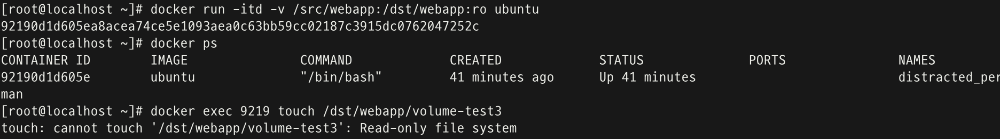 [root@localhost ~]# docker run -itd -v /src/webapp:/dst/webapp:ro ubuntu
92190d1d605ea8acea74ce5e1093aea0c63bb59cc02187c3915dc0762047252c
[root@localhost ~]# docker ps
CONTAINER ID        IMAGE               COMMAND             CREATED             STATUS              PORTS               NAMES
92190d1d605e        ubuntu              "/bin/bash"         41 minutes ago      Up 41 minutes                           distracted_per
man
[root@localhost ~]# docker exec 9219 touch /dst/webapp/volume-test3
touch: cannot touch '/dst/webapp/volume-test3': Read-only file system